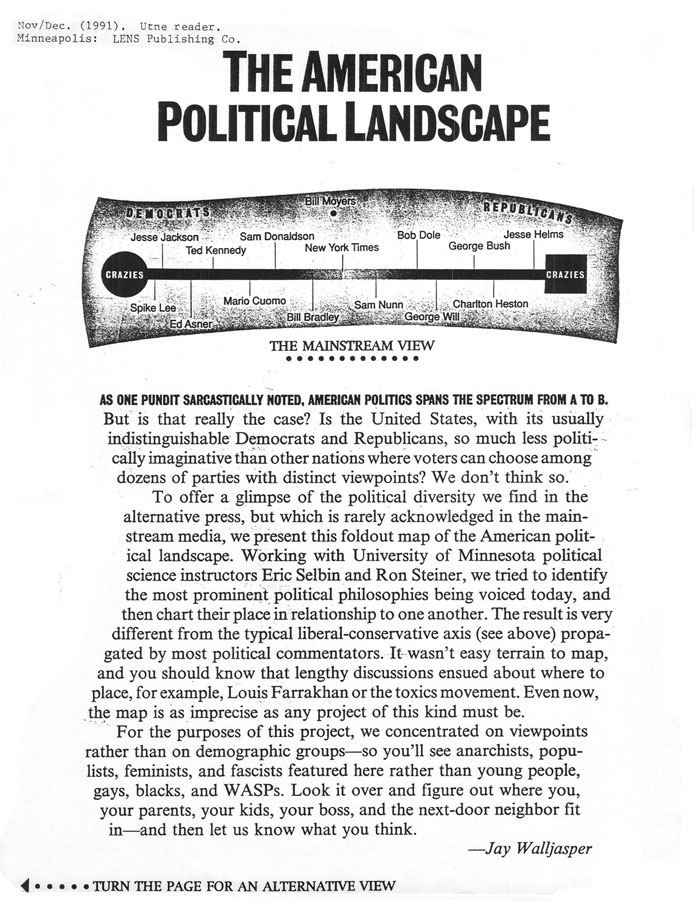 Nov/Dec. (1991). Utne reader.
Minneapolis: LENS Publishing Co.
THE AMERICAN
POLITICAL LANDSCAPE
DEMOCRATS
Bill Moyers
REPUBLICANS
Jesse Jackson
Ted Kennedy
Sam Donaldson
New York Times
Bob Dole
George Bush
Jesse Helms
CRAZIES
CRAZIES
Spike Lee
Ed Asner
Mario Cuomo
Bill Bradley
Sam Nunn
George Will
Charlton Heston
THE MAINSTREAM VIEW
AS ONE PUNDIT SARCASTICALLY NOTED, AMERICAN POLITICS SPANS THE SPECTRUM FROM A TO B.
But is that really the case? Is the United States, with its usually
indistinguishable Democrats and Republicans, so much less politi-
cally imaginative than other nations where voters can choose among
dozens of parties with distinct viewpoints? We don't think so.
To offer a glimpse of the political diversity we find in the
alternative press, but which is rarely acknowledged in the main-
stream media, we present this foldout map of the American polit-
ical landscape. Working with University of Minnesota political
science instructors Eric Selbin and Ron Steiner, we tried to identify
the most prominent political philosophies being voiced today, and
then chart their place in relationship to one another. The result is very
different from the typical liberal-conservative axis (see above) propa-
gated by most political commentators. It wasn't easy terrain to map,
and you should know that lengthy discussions ensued about where to
place, for example, Louis Farrakhan or the toxics movement. Even now,
the map is as imprecise as any project of this kind must be.
For the purposes of this project, we concentrated on viewpoints
rather than on demographic groups—so you'll see anarchists, popu-
lists, feminists, and fascists featured here rather than young people,
gays, blacks, and WASPs. Look it over and figure out where you,
your parents, your kids, your boss, and the next-door neighbor fit
in—and then let us know what you think.
—Jay Walljasper
TURN THE PAGE FOR AN ALTERNATIVE VIEW